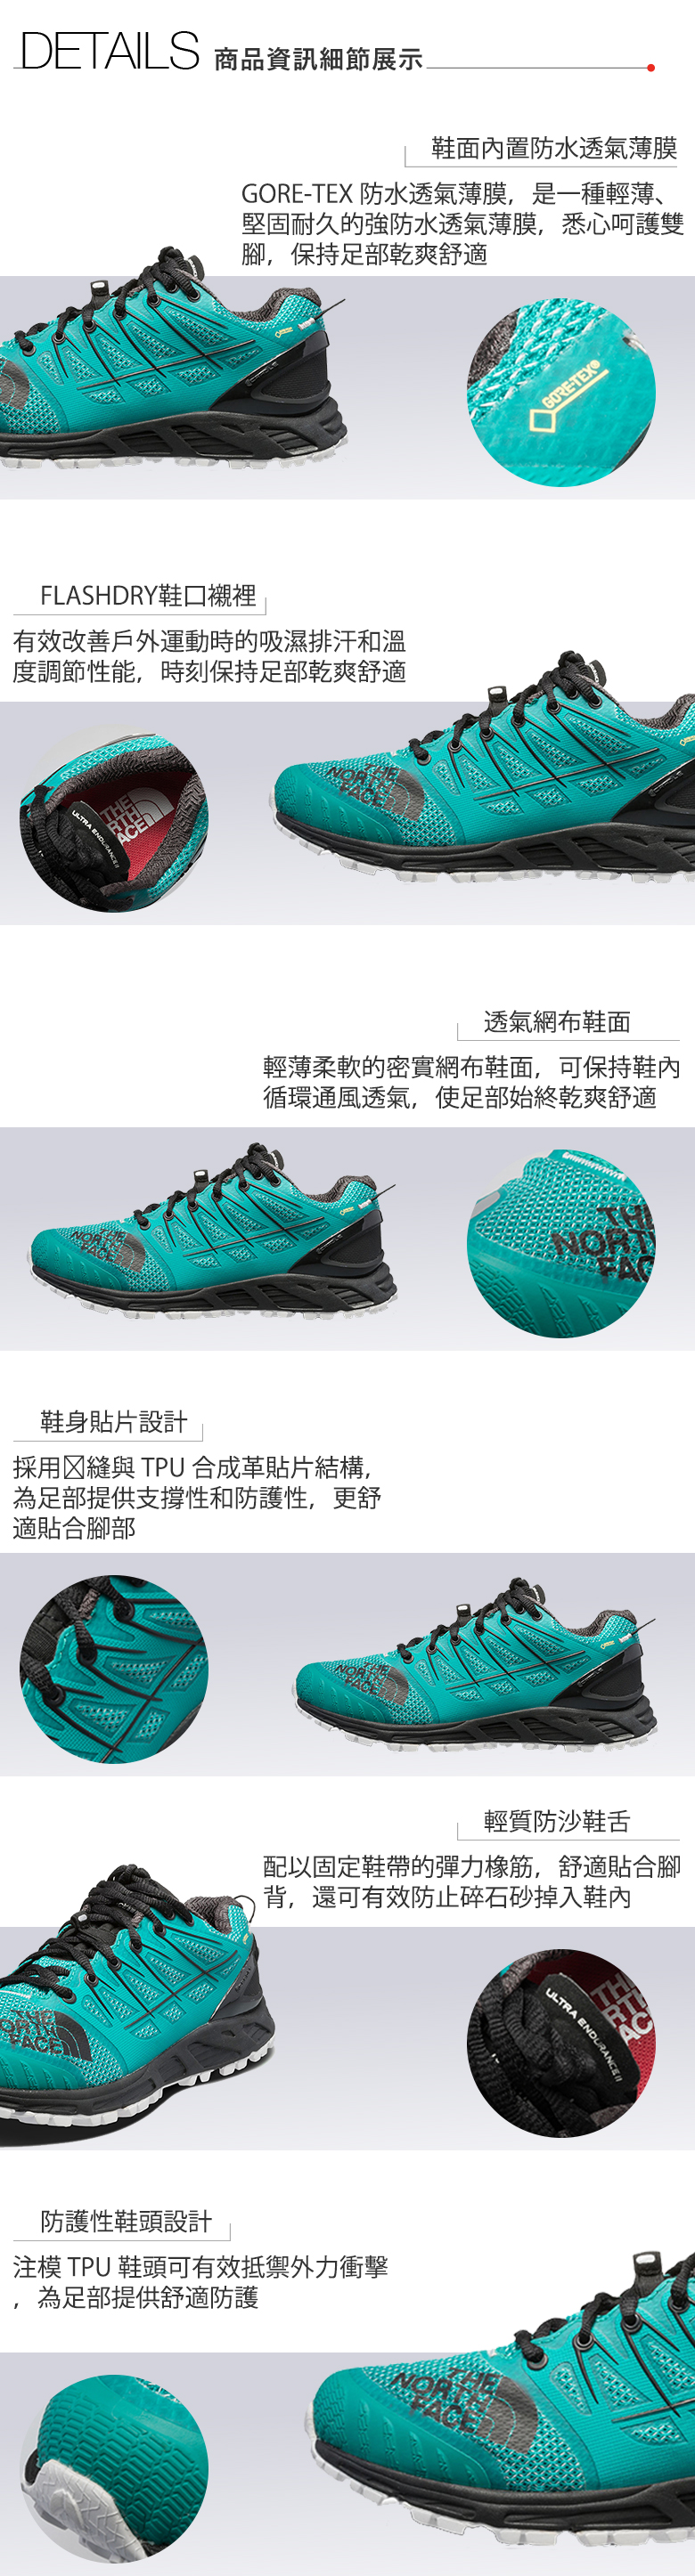 DETAILS 商品資訊細節展示
鞋面內置防水透氣薄膜
GORE-TEX 防水透氣薄膜，是一種輕薄、
堅固耐久的強防水透氣薄膜，悉心呵護雙
腳，保持足部乾爽舒適
GORE-TEX®
FLASHDRY鞋口襯裡
有效改善戶外運動時的吸濕排汗和溫
度調節性能，時刻保持足部乾爽舒適
THE
NORTH
FACE
ULTRA ENDURANCE II
透氣網布鞋面
輕薄柔軟的密實網布鞋面，可保持鞋內
循環通風透氣，使足部始終乾爽舒適
THE
NORTH
FACE
鞋身貼片設計
採用縫與 TPU 合成革貼片結構，
為足部提供支撐性和防護性，更舒
適貼合腳部
THE
NORTH
FACE
輕質防沙鞋舌
配以固定鞋帶的彈力橡筋，舒適貼合腳
背，還可有效防止碎石砂掉入鞋內
ULTRA ENDURANCE II
防護性鞋頭設計
注模 TPU 鞋頭可有效抵禦外力衝擊
，為足部提供舒適防護
THE
NORTH
FACE